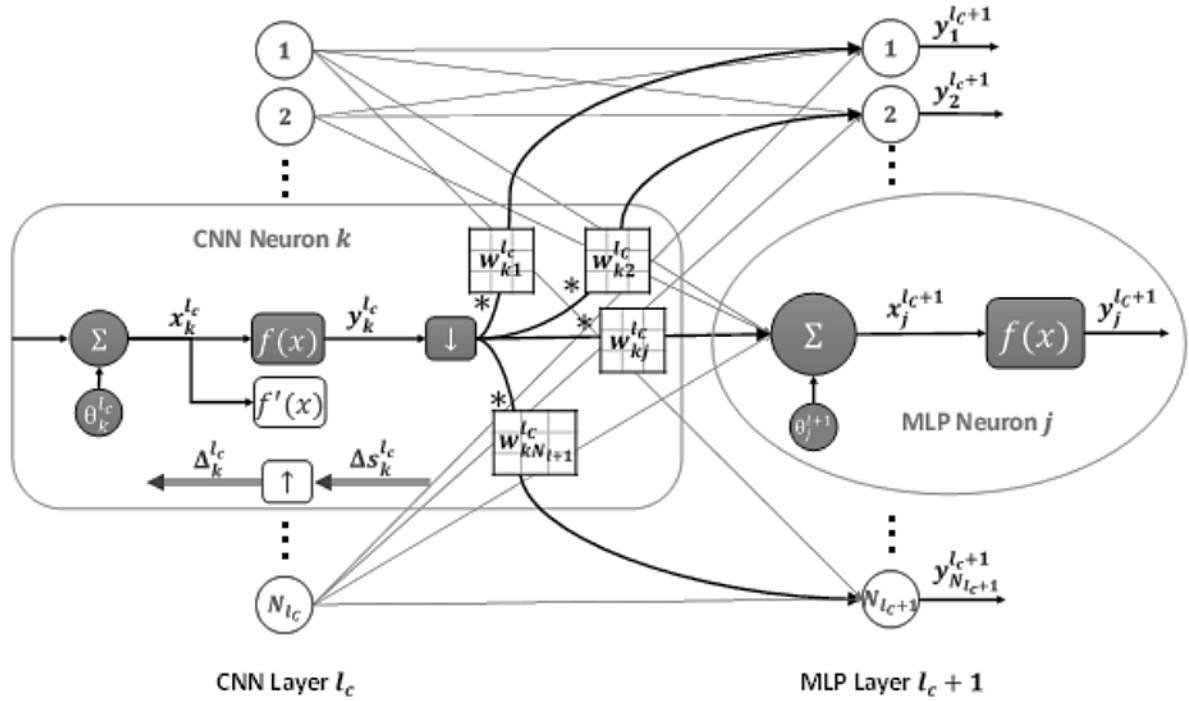 1
1
y_1^{l_C+1}
2
2
y_2^{l_C+1}
CNN Neuron k
w_{k1}^{l_C}
w_{k2}^{l_C}
*
*
*
*
x_k^{l_c}
y_k^{l_c}
w_{kj}^{l_C}
Σ
f(x)
↓
θ_k^{l_c}
f'(x)
w_{kN_{l+1}}^{l_C}
Δ_k^{l_c}
↑
Δs_k^{l_c}
x_j^{l_C+1}
y_j^{l_C+1}
Σ
f(x)
θ_j^{l+1}
MLP Neuron j
N_{l_C}
N_{l_C+1}
y_{N_{l_C+1}}^{l_C+1}
CNN Layer l_c
MLP Layer l_c + 1